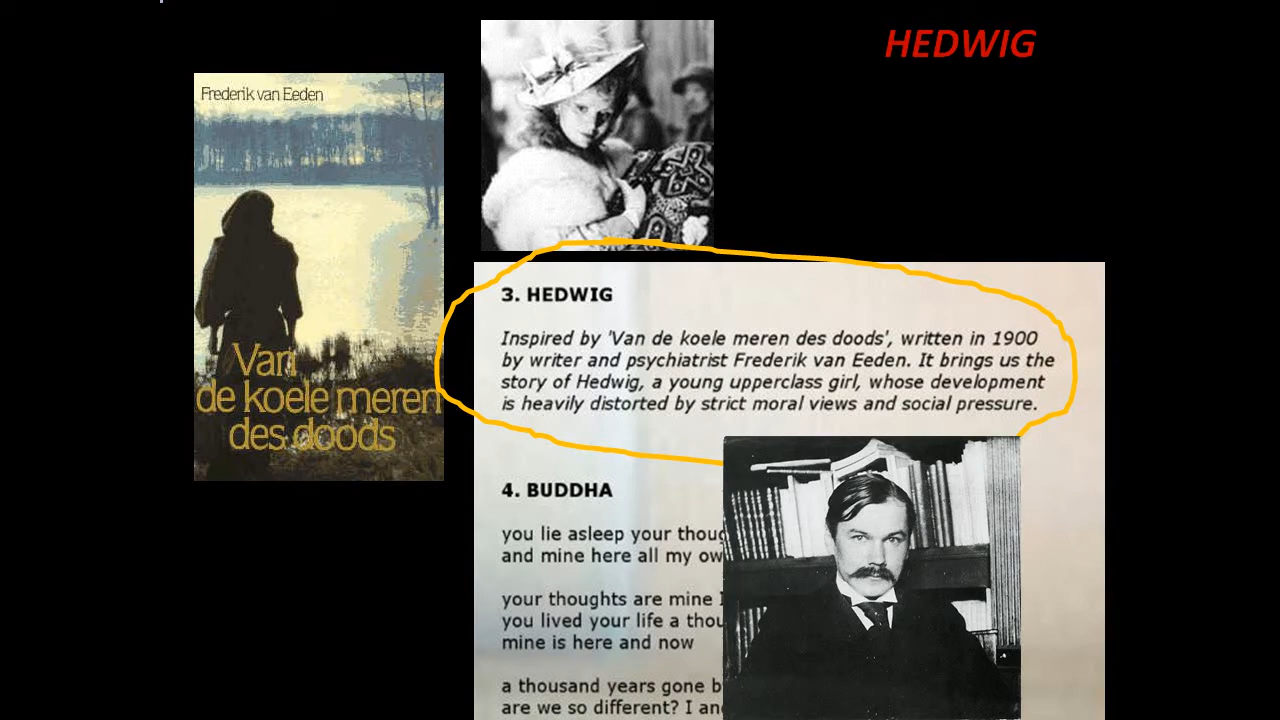 HEDWIG
Frederik van Eeden
Van
de koele meren
des doods
3. HEDWIG
Inspired by 'Van de koele meren des doods', written in 1900
by writer and psychiatrist Frederik van Eeden. It brings us the
story of Hedwig, a young upperclass girl, whose development
is heavily distorted by strict moral views and social pressure.
4. BUDDHA
you lie asleep your
and mine here all my
your thoughts are mine
you lived your life a
mine is here and now
a thousand years gone
are we so different? I